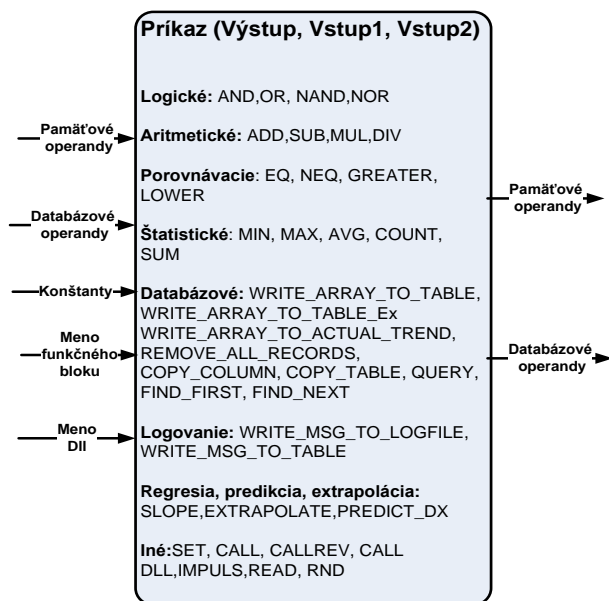 Príkaz (Výstup, Vstup1, Vstup2)
Logické: AND,OR, NAND,NOR
Pamäťové
operandy
Aritmetické: ADD,SUB,MUL,DIV
Porovnávacie: EQ, NEQ, GREATER,
LOWER
Pamäťové
operandy
Databázové
operandy
Štatistické: MIN, MAX, AVG, COUNT,
SUM
Konštanty
Databázové: WRITE_ARRAY_TO_TABLE,
WRITE_ARRAY_TO_TABLE_Ex
WRITE_ARRAY_TO_ACTUAL_TREND,
REMOVE_ALL_RECORDS,
COPY_COLUMN, COPY_TABLE, QUERY,
FIND_FIRST, FIND_NEXT
Meno
funkčného
bloku
Databázové
operandy
Meno
Dll
Logovanie: WRITE_MSG_TO_LOGFILE,
WRITE_MSG_TO_TABLE
Regresia, predikcia, extrapolácia:
SLOPE,EXTRAPOLATE,PREDICT_DX
Iné:SET, CALL, CALLREV, CALL
DLL,IMPULS,READ, RND